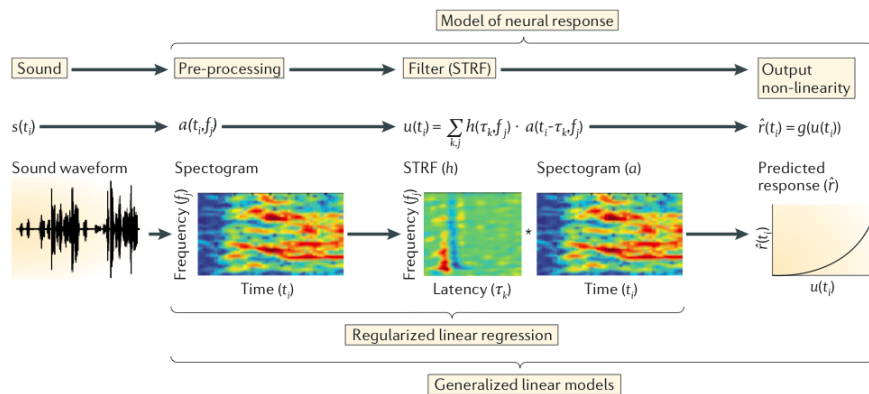 Model of neural response
Sound
Pre-processing
Filter (STRF)
Output
non-linearity
s(tᵢ)
a(tᵢ,fⱼ)
u(tᵢ) = ∑ h(τₖ,fⱼ) · a(tᵢ-τₖ,fⱼ)
k,j
r̂(tᵢ) = g(u(tᵢ))
Sound waveform
Spectogram
STRF (h)
Spectrogram (a)
Predicted
response (r̂)
Frequency (fⱼ)
Frequency (fⱼ)
*
r̂(tᵢ)
Time (tᵢ)
Latency (τₖ)
Time (tᵢ)
u(tᵢ)
Regularized linear regression
Generalized linear models